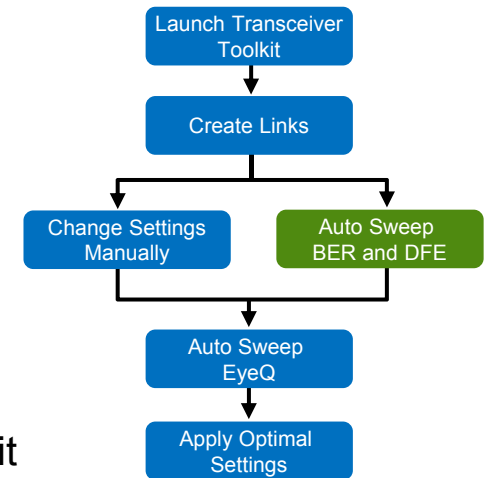 Launch Transceiver
Toolkit
Create Links
Change Settings
Manually
Auto Sweep
BER and DFE
Auto Sweep
EyeQ
Apply Optimal
Settings
it